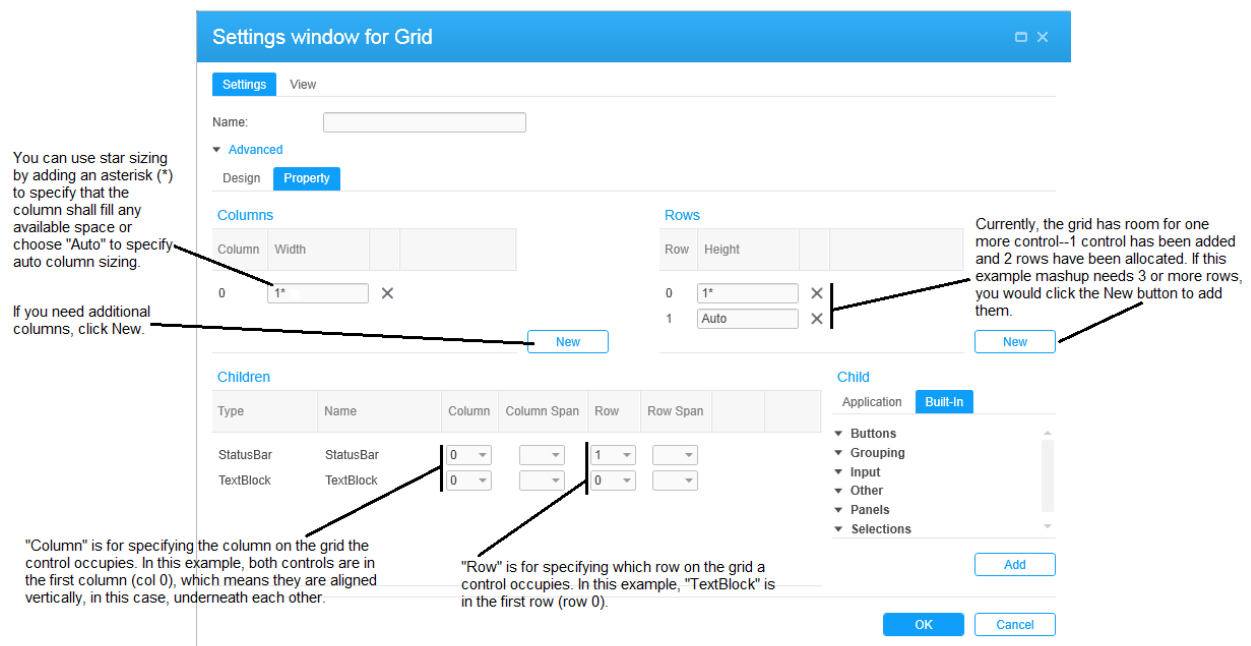 Settings window for Grid
Settings View
Name:
Advanced
Design Property
You can use star sizing
by adding an asterisk (*)
to specify that the
column shall fill any
available space or
choose "Auto" to specify
auto column sizing.
If you need additional
columns, click New.
Columns
Column Width
0 1*
New
Rows
Row Height
0 1*
1 Auto
New
Currently, the grid has room for one
more control--1 control has been added
and 2 rows have been allocated. If this
example mashup needs 3 or more rows,
you would click the New button to add
them.
Children
Type Name Column Column Span Row Row Span
StatusBar StatusBar 0 1
TextBlock TextBlock 0 0
Child
Application Built-In
Buttons
Grouping
Input
Other
Panels
Selections
Add
"Column" is for specifying the column on the grid the
control occupies. In this example, both controls are in
the first column (col 0), which means they are aligned
vertically, in this case, underneath each other.
"Row" is for specifying which row on the grid a
control occupies. In this example, "TextBlock" is
in the first row (row 0).
OK Cancel